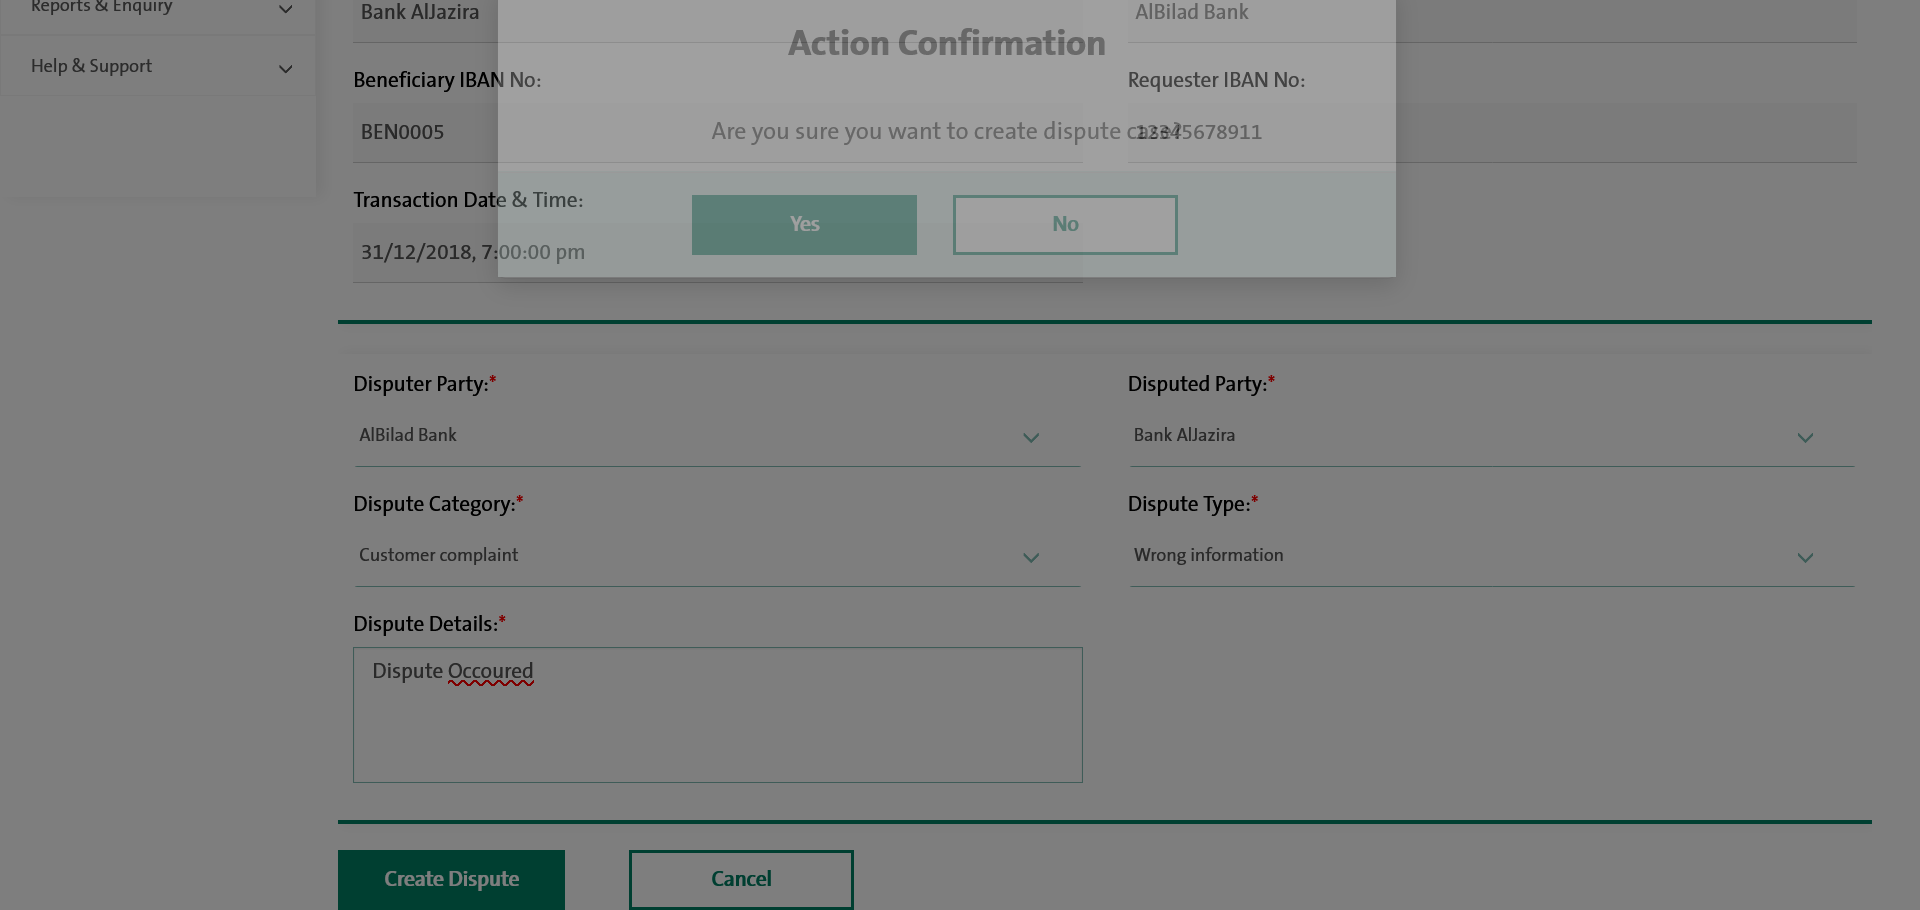 Reports & Enquiry
Help & Support
Bank AlJazira
AlBilad Bank
Action Confirmation
Beneficiary IBAN No:
Requester IBAN No:
BEN0005
Are you sure you want to create dispute case?
12345678911
Transaction Date & Time:
31/12/2018, 7:00:00 pm
Yes
No
Disputer Party:*
Disputed Party:*
AlBilad Bank
Bank AlJazira
Dispute Category:*
Dispute Type:*
Customer complaint
Wrong information
Dispute Details:*
Dispute Occoured
Create Dispute
Cancel